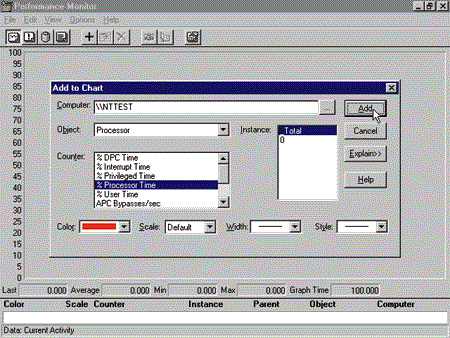 Performance Monitor
File Edit View Options Help
100
95
90
85
80
75
70
65
60
55
50
45
40
35
30
25
20
15
10
5
0
Add to Chart
Computer: \\NTTEST ... Add
Object: Processor Instance: _Total Cancel
0
Counter: % DPC Time Explain>>
% Interrupt Time
% Privileged Time
% Processor Time Help
% User Time
APC Bypasses/sec
Color: Scale: Default Width: Style:
Last 0.000 Average 0.000 Min 0.000 Max 0.000 Graph Time 100.000
Color Scale Counter Instance Parent Object Computer
Data: Current Activity